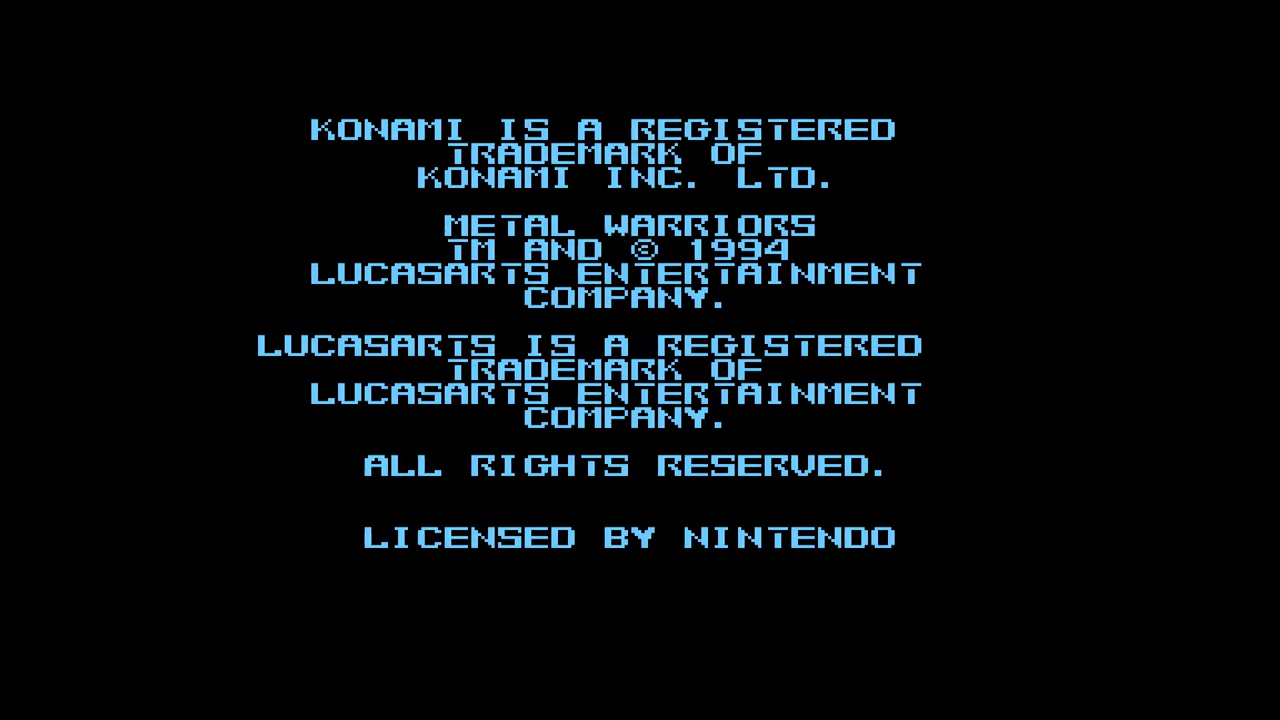 KONAMI IS A REGISTERED
TRADEMARK OF
KONAMI INC. LTD.
METAL WARRIORS
TM AND © 1994
LUCASARTS ENTERTAINMENT
COMPANY.
LUCASARTS IS A REGISTERED
TRADEMARK OF
LUCASARTS ENTERTAINMENT
COMPANY.
ALL RIGHTS RESERVED.
LICENSED BY NINTENDO